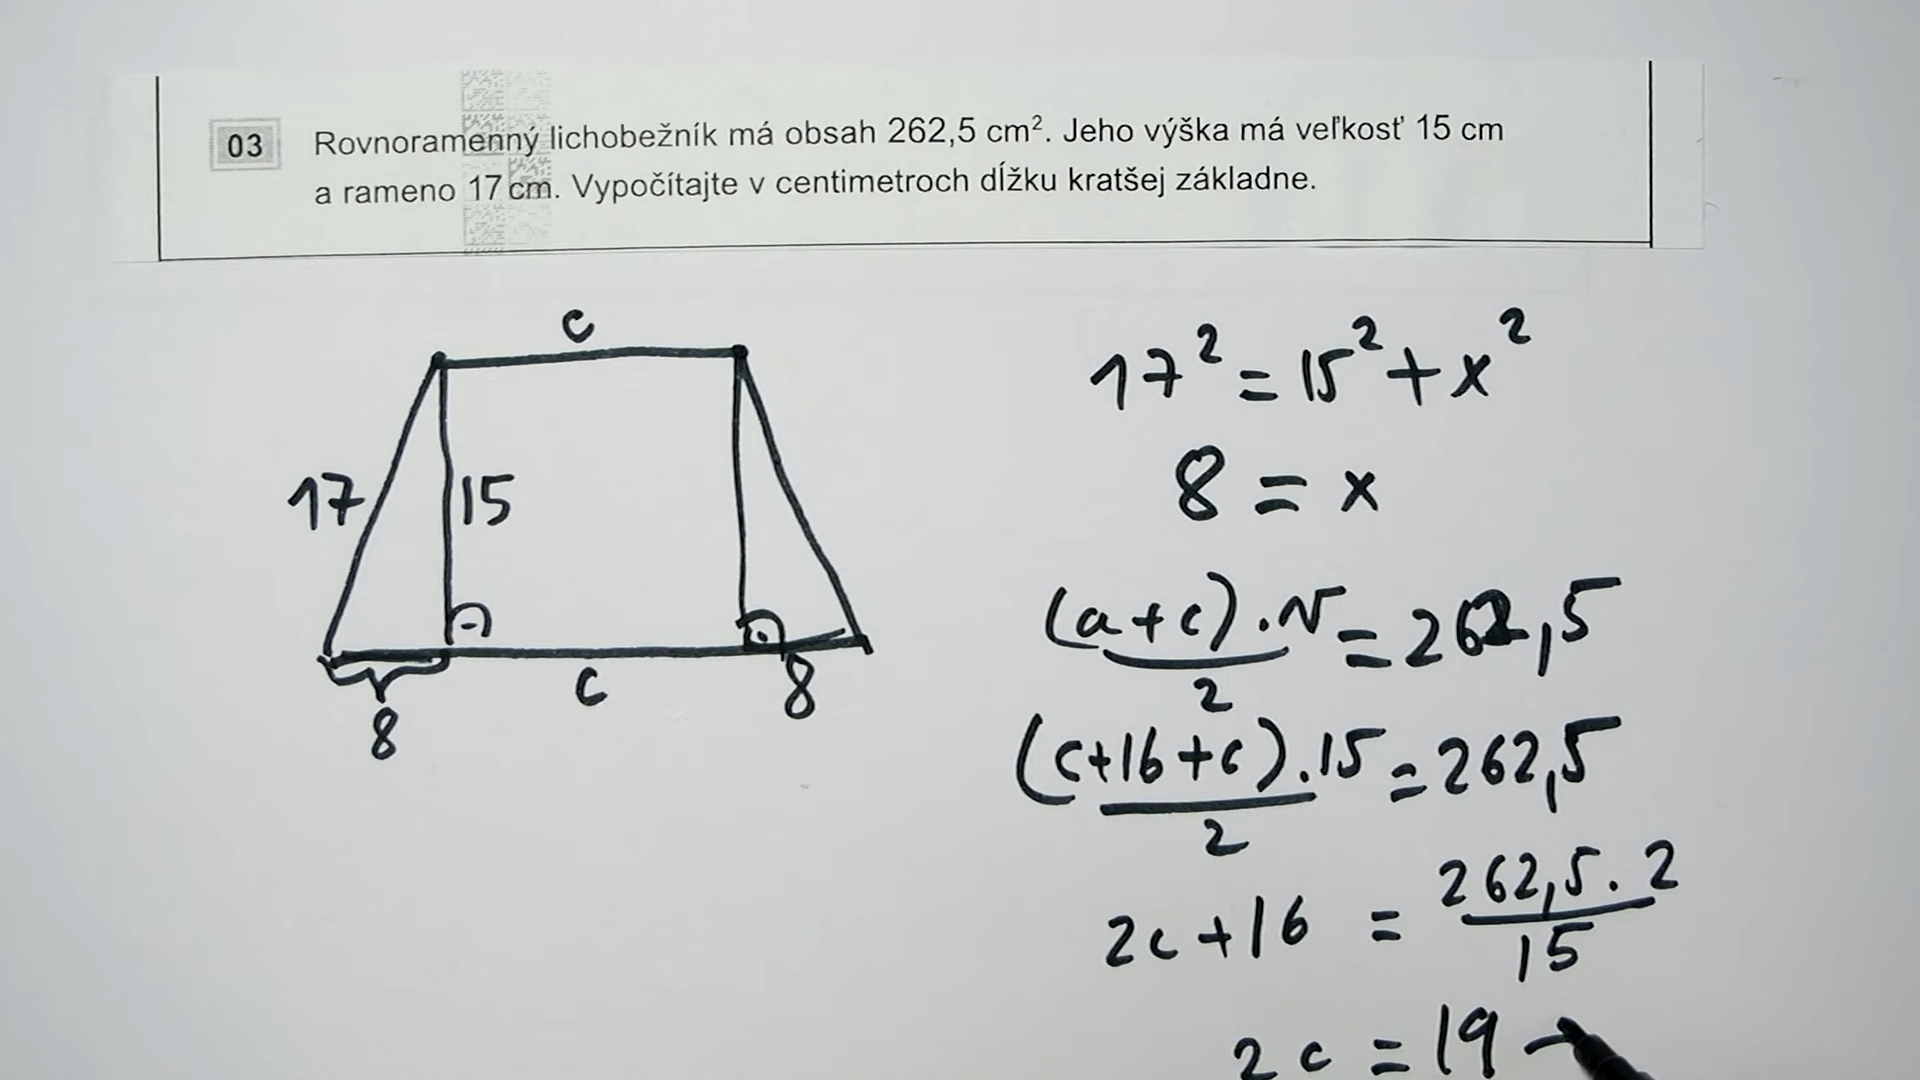 03
Rovnoramenný lichobežník má obsah 262,5 cm². Jeho výška má veľkosť 15 cm
a rameno 17 cm. Vypočítajte v centimetroch dĺžku kratšej základne.
c
17
15
8
c
8
17² = 15² + x²
8 = x
(a+c).v = 262,5
2
(c+16+c).15 = 262,5
2
2c+16 = 262,5.2
15
2c = 19 -